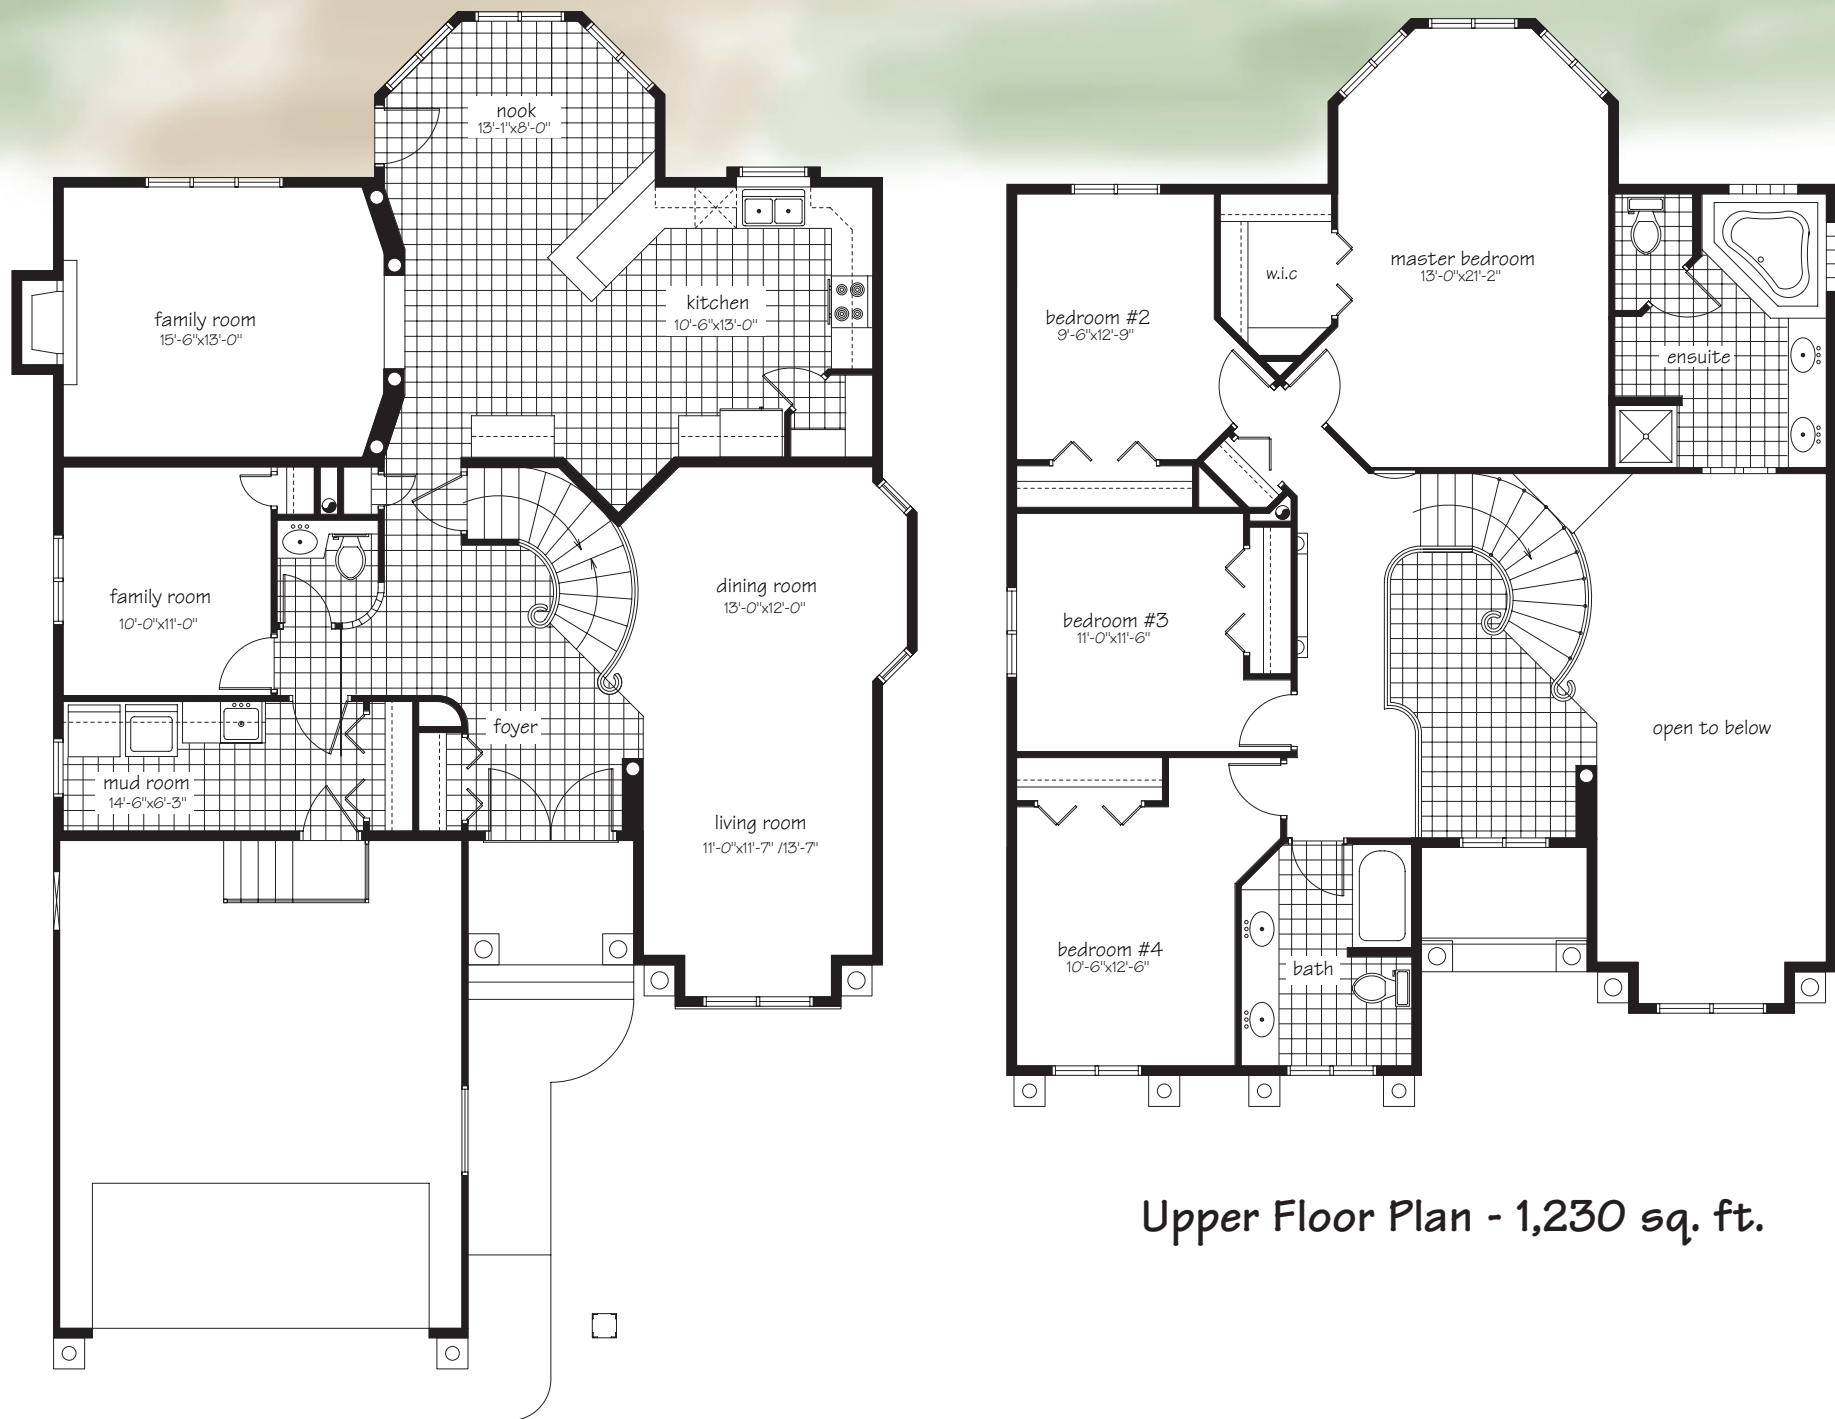 nook
13'-1"x8'-0"
family room
15'-6"x13'-0"
kitchen
10'-6"x13'-0"
family room
10'-0"x11'-0"
dining room
13'-0"x12'-0"
foyer
mud room
14'-6"x6'-3"
living room
11'-0"x11'-7" /13'-7"
master bedroom
13'-0"x21'-2"
w.i.c
bedroom #2
9'-6"x12'-9"
ensuite
bedroom #3
11'-0"x11'-6"
open to below
bedroom #4
10'-6"x12'-6"
bath
Upper Floor Plan - 1,230 sq. ft.